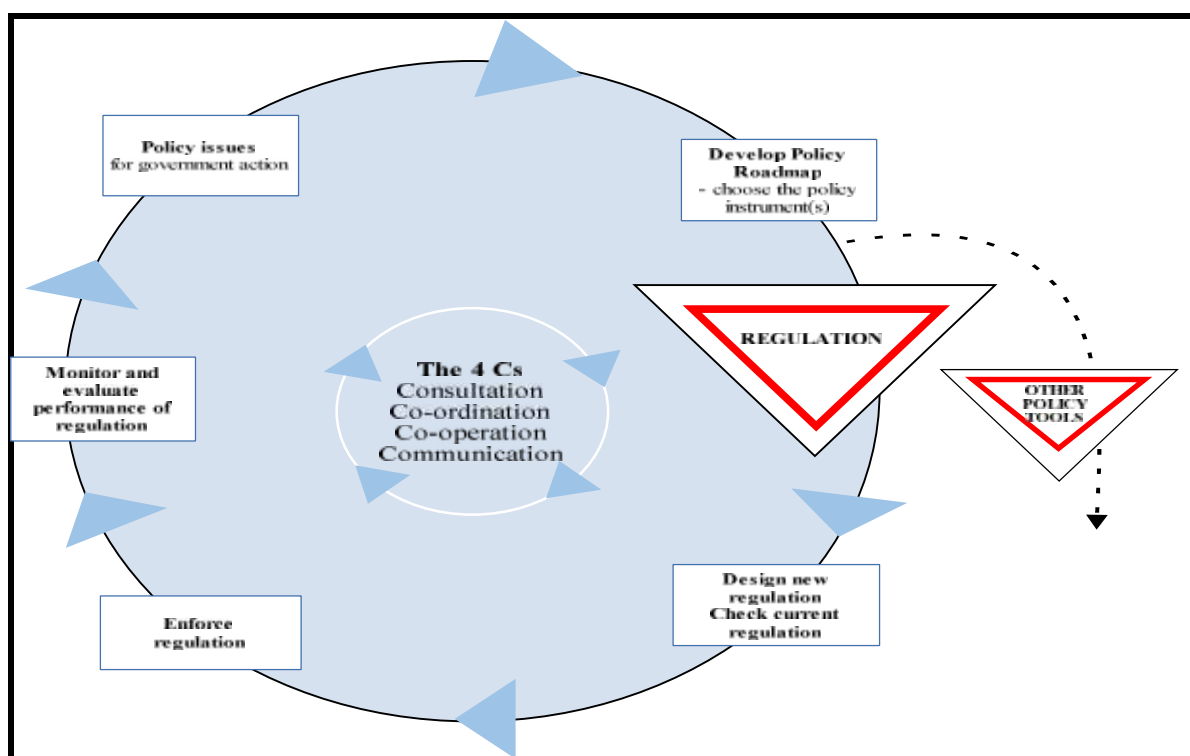 Policy issues
for government action
Develop Policy
Roadmap
- choose the policy
instrument(s)
REGULATION
OTHER
POLICY
TOOLS
The 4 Cs
Consultation
Co-ordination
Co-operation
Communication
Monitor and
evaluate
performance of
regulation
Design new
regulation
Check current
regulation
Enforce
regulation